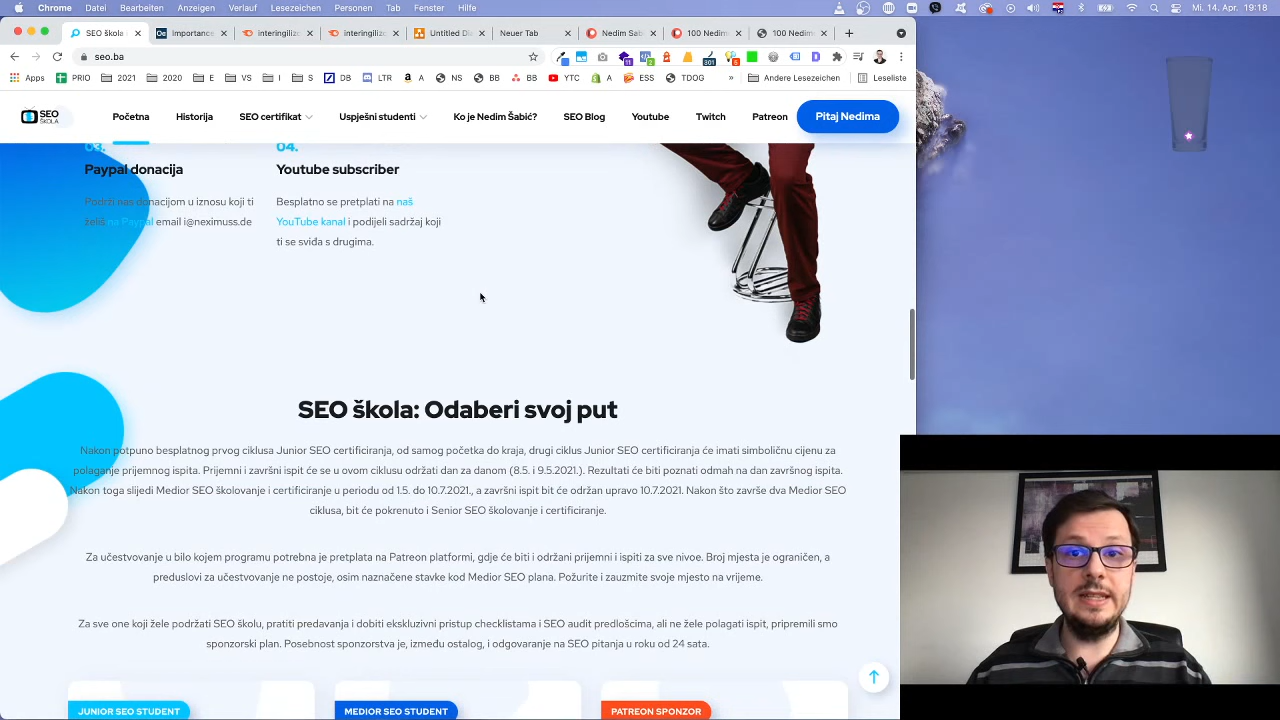 Chrome Datei Bearbeiten Anzeigen Verlauf Lesezeichen Personen Tab Fenster Hilfe
Mi. 14. Apr. 19:18
SEO škola
Importance
interingiliz
interingiliz
Untitled Di
Neuer Tab
Nedim Sab
100 Nedim
100 Nedim
seo.ba
Apps PRIO 2021 2020 E VS I S DB LTR A NS BB BB YTC A ESS TDOG » Andere Lesezeichen Leseliste
SEO ŠKOLA
Početna Historija SEO certifikat Uspješni studenti Ko je Nedim Šabić? SEO Blog Youtube Twitch Patreon Pitaj Nedima
03.
Paypal donacija
Podrži nas donacijom u iznosu koji ti
želiš na Paypal email i@neximuss.de
04.
Youtube subscriber
Besplatno se pretplati na naš
YouTube kanal i podijeli sadržaj koji
ti se sviđa s drugima.
SEO škola: Odaberi svoj put
Nakon potpuno besplatnog prvog ciklusa Junior SEO certificiranja, od samog početka do kraja, drugi ciklus Junior SEO certificiranja će imati simboličnu cijenu za
polaganje prijemnog ispita. Prijemni i završni ispit će se u ovom ciklusu održati dan za danom (8.5. i 9.5.2021.). Rezultati će biti poznati odmah na dan završnog ispita.
Nakon toga slijedi Medior SEO školovanje i certificiranje u periodu od 1.5. do 10.7.2021., a završni ispit bit će održan upravo 10.7.2021. Nakon što završe dva Medior SEO
ciklusa, bit će pokrenuto i Senior SEO školovanje i certificiranje.
Za učestvovanje u bilo kojem programu potrebna je pretplata na Patreon platformi, gdje će biti i održani prijemni i ispiti za sve nivoe. Broj mjesta je ograničen, a
preduslovi za učestvovanje ne postoje, osim naznačene stavke kod Medior SEO plana. Požurite i zauzmite svoje mjesto na vrijeme.
Za sve one koji žele podržati SEO školu, pratiti predavanja i dobiti ekskluzivni pristup checklistama i SEO audit predlošcima, ali ne žele polagati ispit, pripremili smo
sponzorski plan. Posebnost sponzorstva je, između ostalog, i odgovaranje na SEO pitanja u roku od 24 sata.
JUNIOR SEO STUDENT
MEDIOR SEO STUDENT
PATREON SPONZOR